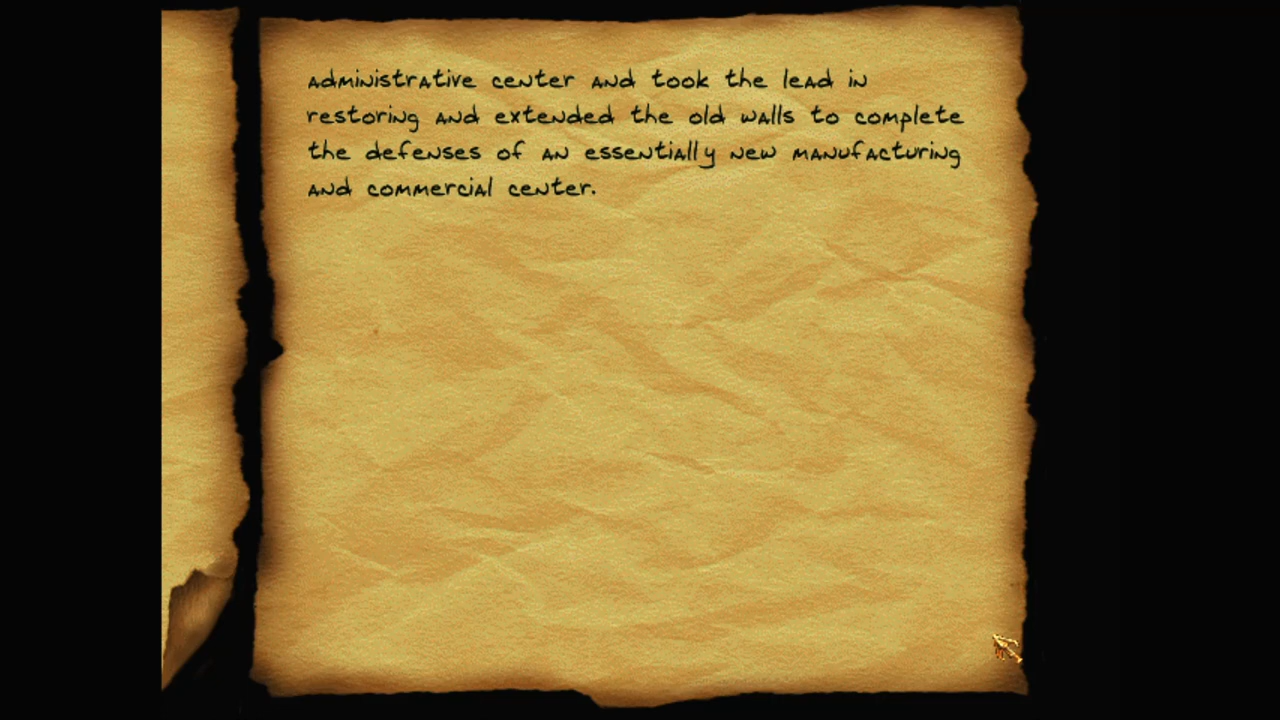 administrative center and took the lead in
restoring and extended the old walls to complete
the defenses of an essentially new manufacturing
and commercial center.